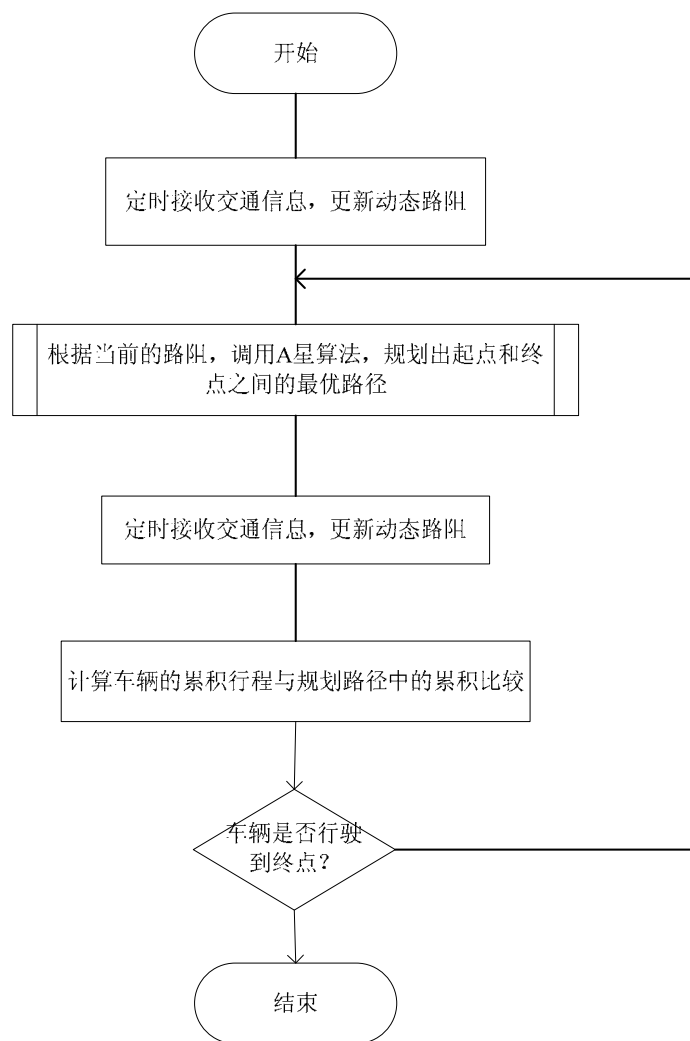 开始
定时接收交通信息，更新动态路阻
根据当前的路阻，调用A星算法，规划出起点和终
点之间的最优路径
定时接收交通信息，更新动态路阻
计算车辆的累积行程与规划路径中的累积比较
车辆是否行驶
到终点？
结束